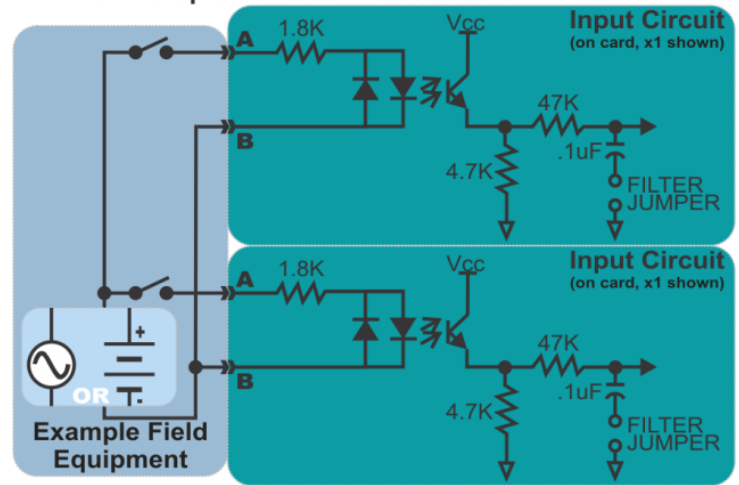 Input Circuit
(on card, x1 shown)
Vcc
1.8K
A
B
47K
4.7K
.1uF
FILTER
JUMPER
Input Circuit
(on card, x1 shown)
Vcc
1.8K
A
B
47K
4.7K
.1uF
FILTER
JUMPER
+
-
OR
Example Field
Equipment